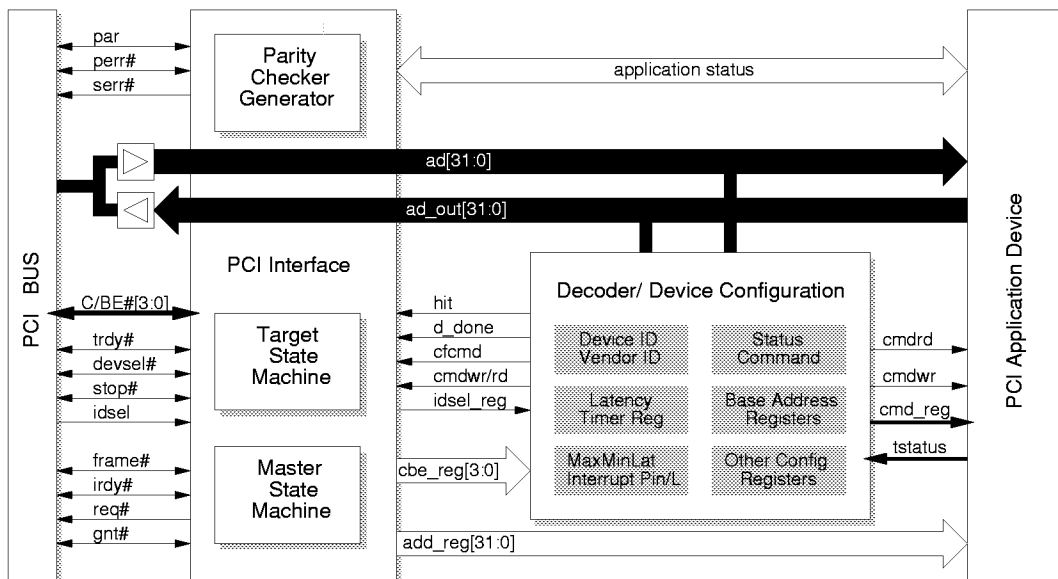 PCI BUS
par
perr#
serr#
C/BE#[3:0]
trdy#
devsel#
stop#
idsel
frame#
irdy#
req#
gnt#
Parity
Checker
Generator
PCI Interface
Target
State
Machine
Master
State
Machine
application status
ad[31:0]
ad_out[31:0]
hit
d_done
cfcmd
cmdwr/rd
idsel_reg
cbe_reg[3:0]
add_reg[31:0]
Decoder/ Device Configuration
Device ID
Vendor ID
Status
Command
Latency
Timer Reg
Base Address
Registers
MaxMinLat
Interrupt Pin/L
Other Config
Registers
cmdrd
cmdwr
cmd_reg
tstatus
PCI Application Device